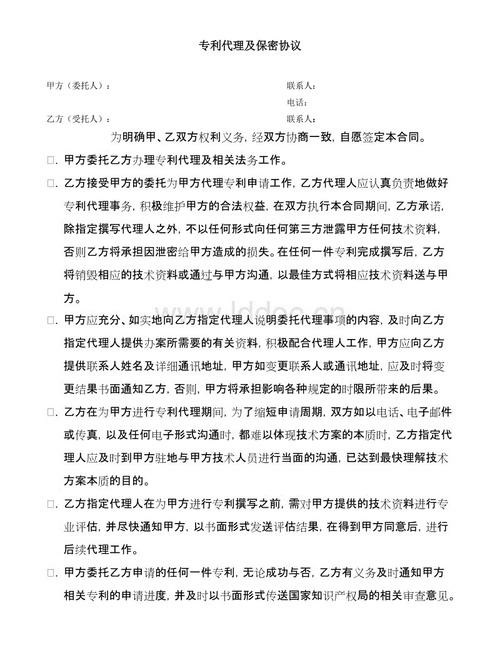 专利代理及保密协议
甲方（委托人）： 联系人：
电话：
乙方（受托人）： 联系人：
为明确甲、乙双方权利义务，经双方协商一致，自愿签定本合同。
□. 甲方委托乙方办理专利代理及相关法务工作。
□. 乙方接受甲方的委托为甲方代理专利申请工作，乙方代理人应认真负责地做好
专利代理事务，积极维护甲方的合法权益，在双方执行本合同期间，乙方承诺，
除指定撰写代理人之外，不以任何形式向任何第三方泄露甲方任何技术资料，
否则乙方将承担因泄密给甲方造成的损失。在任何一件专利完成撰写后，乙方
将销毁相应的技术资料或通过与甲方沟通，以最佳方式将相应技术资料送与甲
方。
www.lddoc.cn
□. 甲方应充分、如实地向乙方指定代理人说明委托代理事项的内容，及时向乙方
指定代理人提供办案所需要的有关资料，积极配合代理人工作，甲方应向乙方
提供联系人姓名及详细通讯地址，甲方如变更联系人或通讯地址，应及时将变
更结果书面通知乙方，否则，甲方将承担影响各种规定的时限所带来的后果。
□. 乙方在为甲方进行专利代理期间，为了缩短申请周期，双方如以电话、电子邮件
或传真，以及任何电子形式沟通时，都难以体现技术方案的本质时，乙方指定代
理人应及时到甲方驻地与甲方技术人员进行当面的沟通，已达到最快理解技术
方案本质的目的。
□. 乙方指定代理人在为甲方进行专利撰写之前，需对甲方提供的技术资料进行专
业评估，并尽快通知甲方，以书面形式发送评估结果，在得到甲方同意后，进行
后续代理工作。
□. 甲方委托乙方申请的任何一件专利，无论成功与否，乙方有义务及时通知甲方
相关专利的申请进度，并及时以书面形式传送国家知识产权局的相关审查意见。